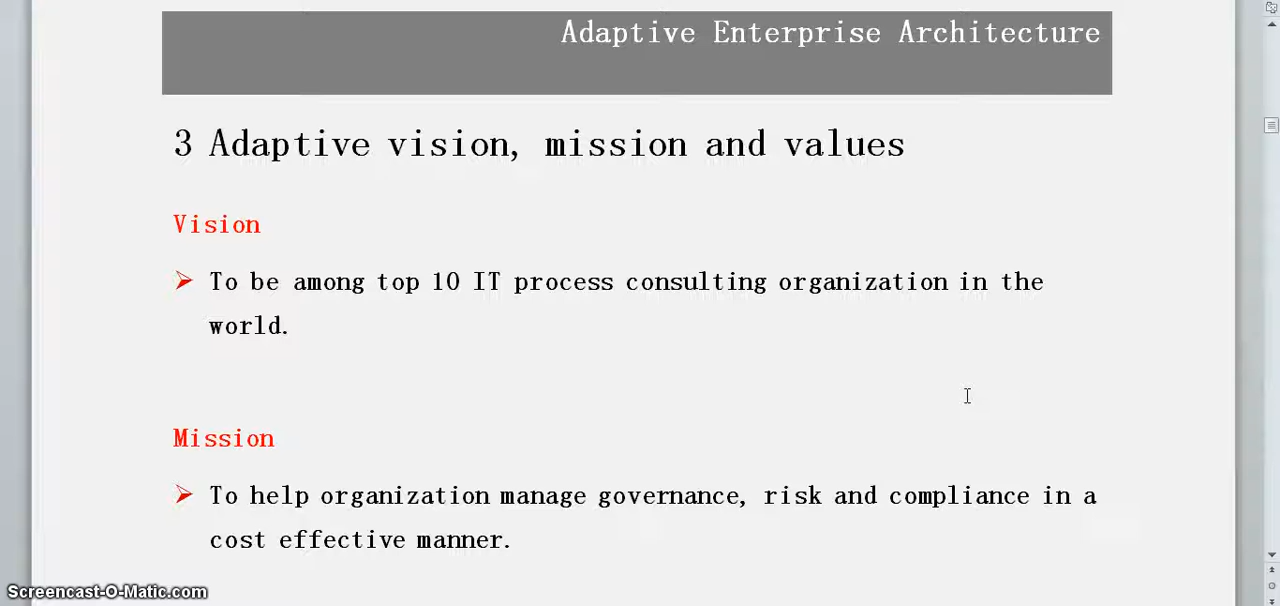 Adaptive Enterprise Architecture
3 Adaptive vision, mission and values
Vision
To be among top 10 IT process consulting organization in the
world.
Mission
To help organization manage governance, risk and compliance in a
cost effective manner.
Screencast-O-Matic.com